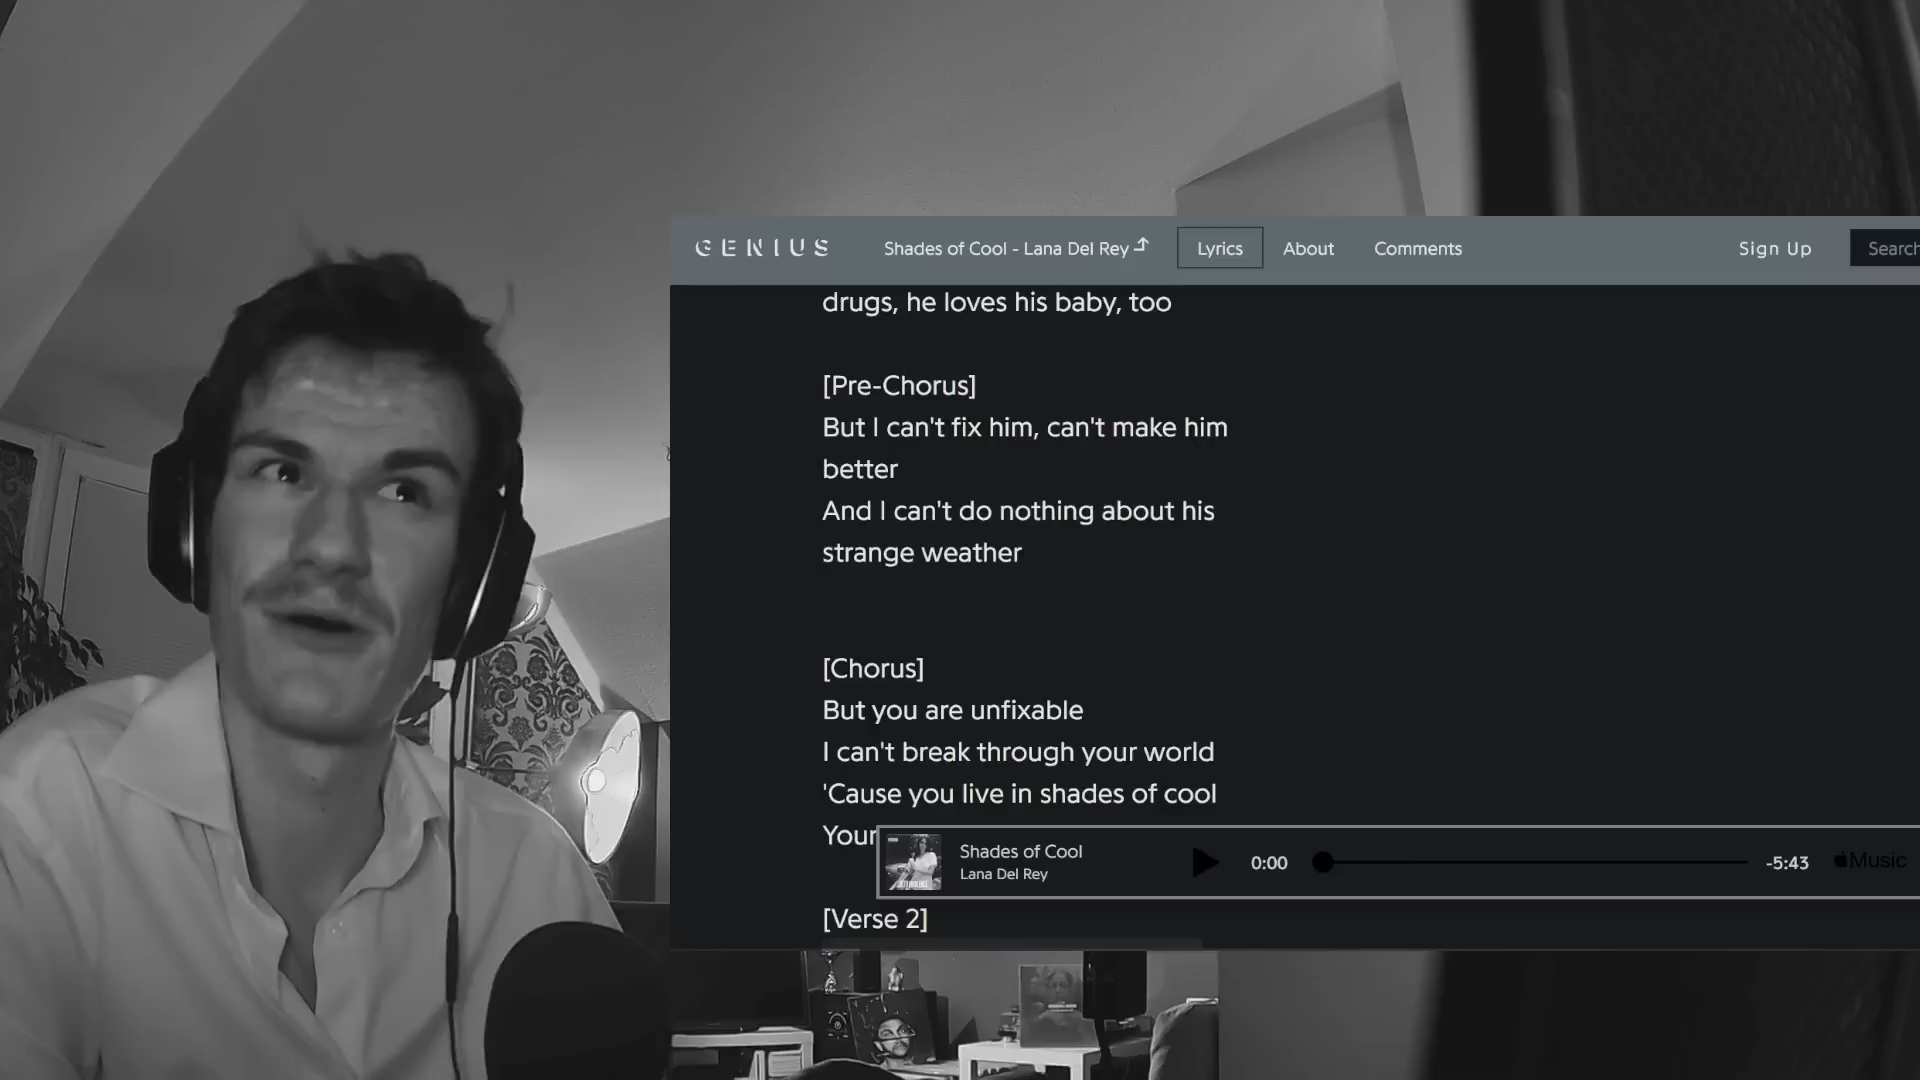 GENIUS
Shades of Cool - Lana Del Rey
Lyrics
About
Comments
Sign Up
Search
drugs, he loves his baby, too
[Pre-Chorus]
But I can't fix him, can't make him
better
And I can't do nothing about his
strange weather
[Chorus]
But you are unfixable
I can't break through your world
'Cause you live in shades of cool
Your
Shades of Cool
Lana Del Rey
0:00
-5:43
Music
[Verse 2]